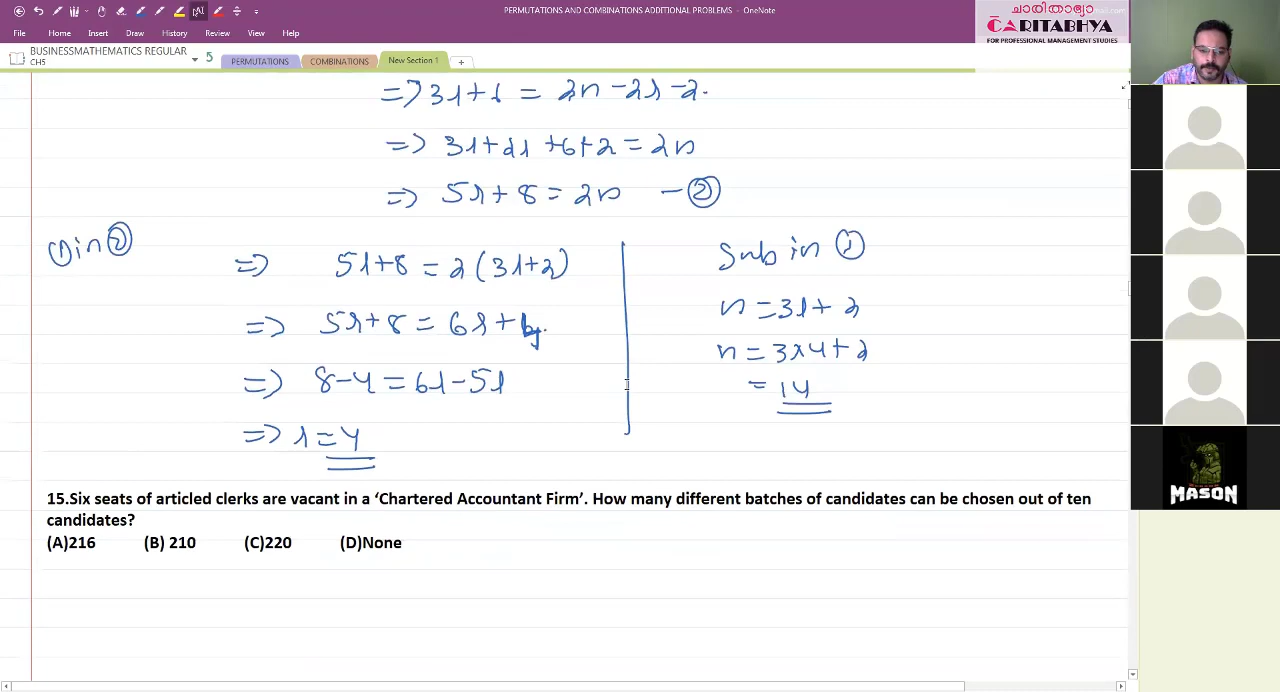 PERMUTATIONS AND COMBINATIONS ADDITIONAL PROBLEMS - OneNote
ചാരിതാഭ്യാ
CARITABHYA
FOR PROFESSIONAL MANAGEMENT STUDIES
File Home Insert Draw History Review View Help
BUSINESSMATHEMATICS REGULAR
CH5
PERMUTATIONS COMBINATIONS New Section 1 +
=> 3r+6 = 2n -2r -2.
=> 3r+2r +6+2 = 2n
=> 5r+8 = 2n - ②
① in ②
=> 5r+8 = 2(3r+2)
=> 5r+8 = 6r+4.
=> 8-4 = 6r-5r
=> r=4
Sub in ①
n =3r+2
n = 3×4+2
= 14
15.Six seats of articled clerks are vacant in a ‘Chartered Accountant Firm’. How many different batches of candidates can be chosen out of ten
candidates?
(A)216 (B) 210 (C)220 (D)None
MASON